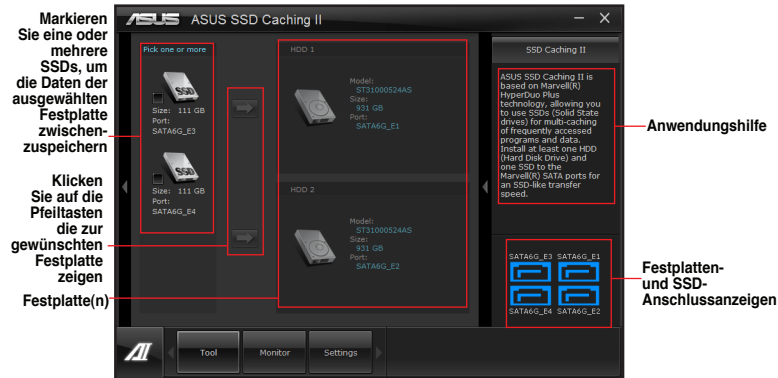 Markieren
Sie eine oder
mehrere
SSDs, um
die Daten der
ausgewählten
Festplatte
zwischen-
zuspeichern
Klicken
Sie auf die
Pfeiltasten
die zur
gewünschten
Festplatte
zeigen
Festplatte(n)
ASUS ASUS SSD Caching II
Pick one or more
SSD
Size: 111 GB
Port:
SATA6G_E3
SSD
Size: 111 GB
Port:
SATA6G_E4
HDD 1
Model:
ST31000524AS
Size:
931 GB
Port:
SATA6G_E1
HDD 2
Model:
ST31000524AS
Size:
931 GB
Port:
SATA6G_E2
SSD Caching II
ASUS SSD Caching II is
based on Marvell(R)
HyperDuo Plus
technology, allowing you
to use SSDs (Solid State
drives) for multi-caching
of frequently accessed
programs and data.
Install at least one HDD
(Hard Disk Drive) and
one SSD to the
Marvell(R) SATA ports for
an SSD-like transfer
speed.
SATA6G_E3 SATA6G_E1
SATA6G_E4 SATA6G_E2
Tool
Monitor
Settings
Anwendungshilfe
Festplatten-
und SSD-
Anschlussanzeigen